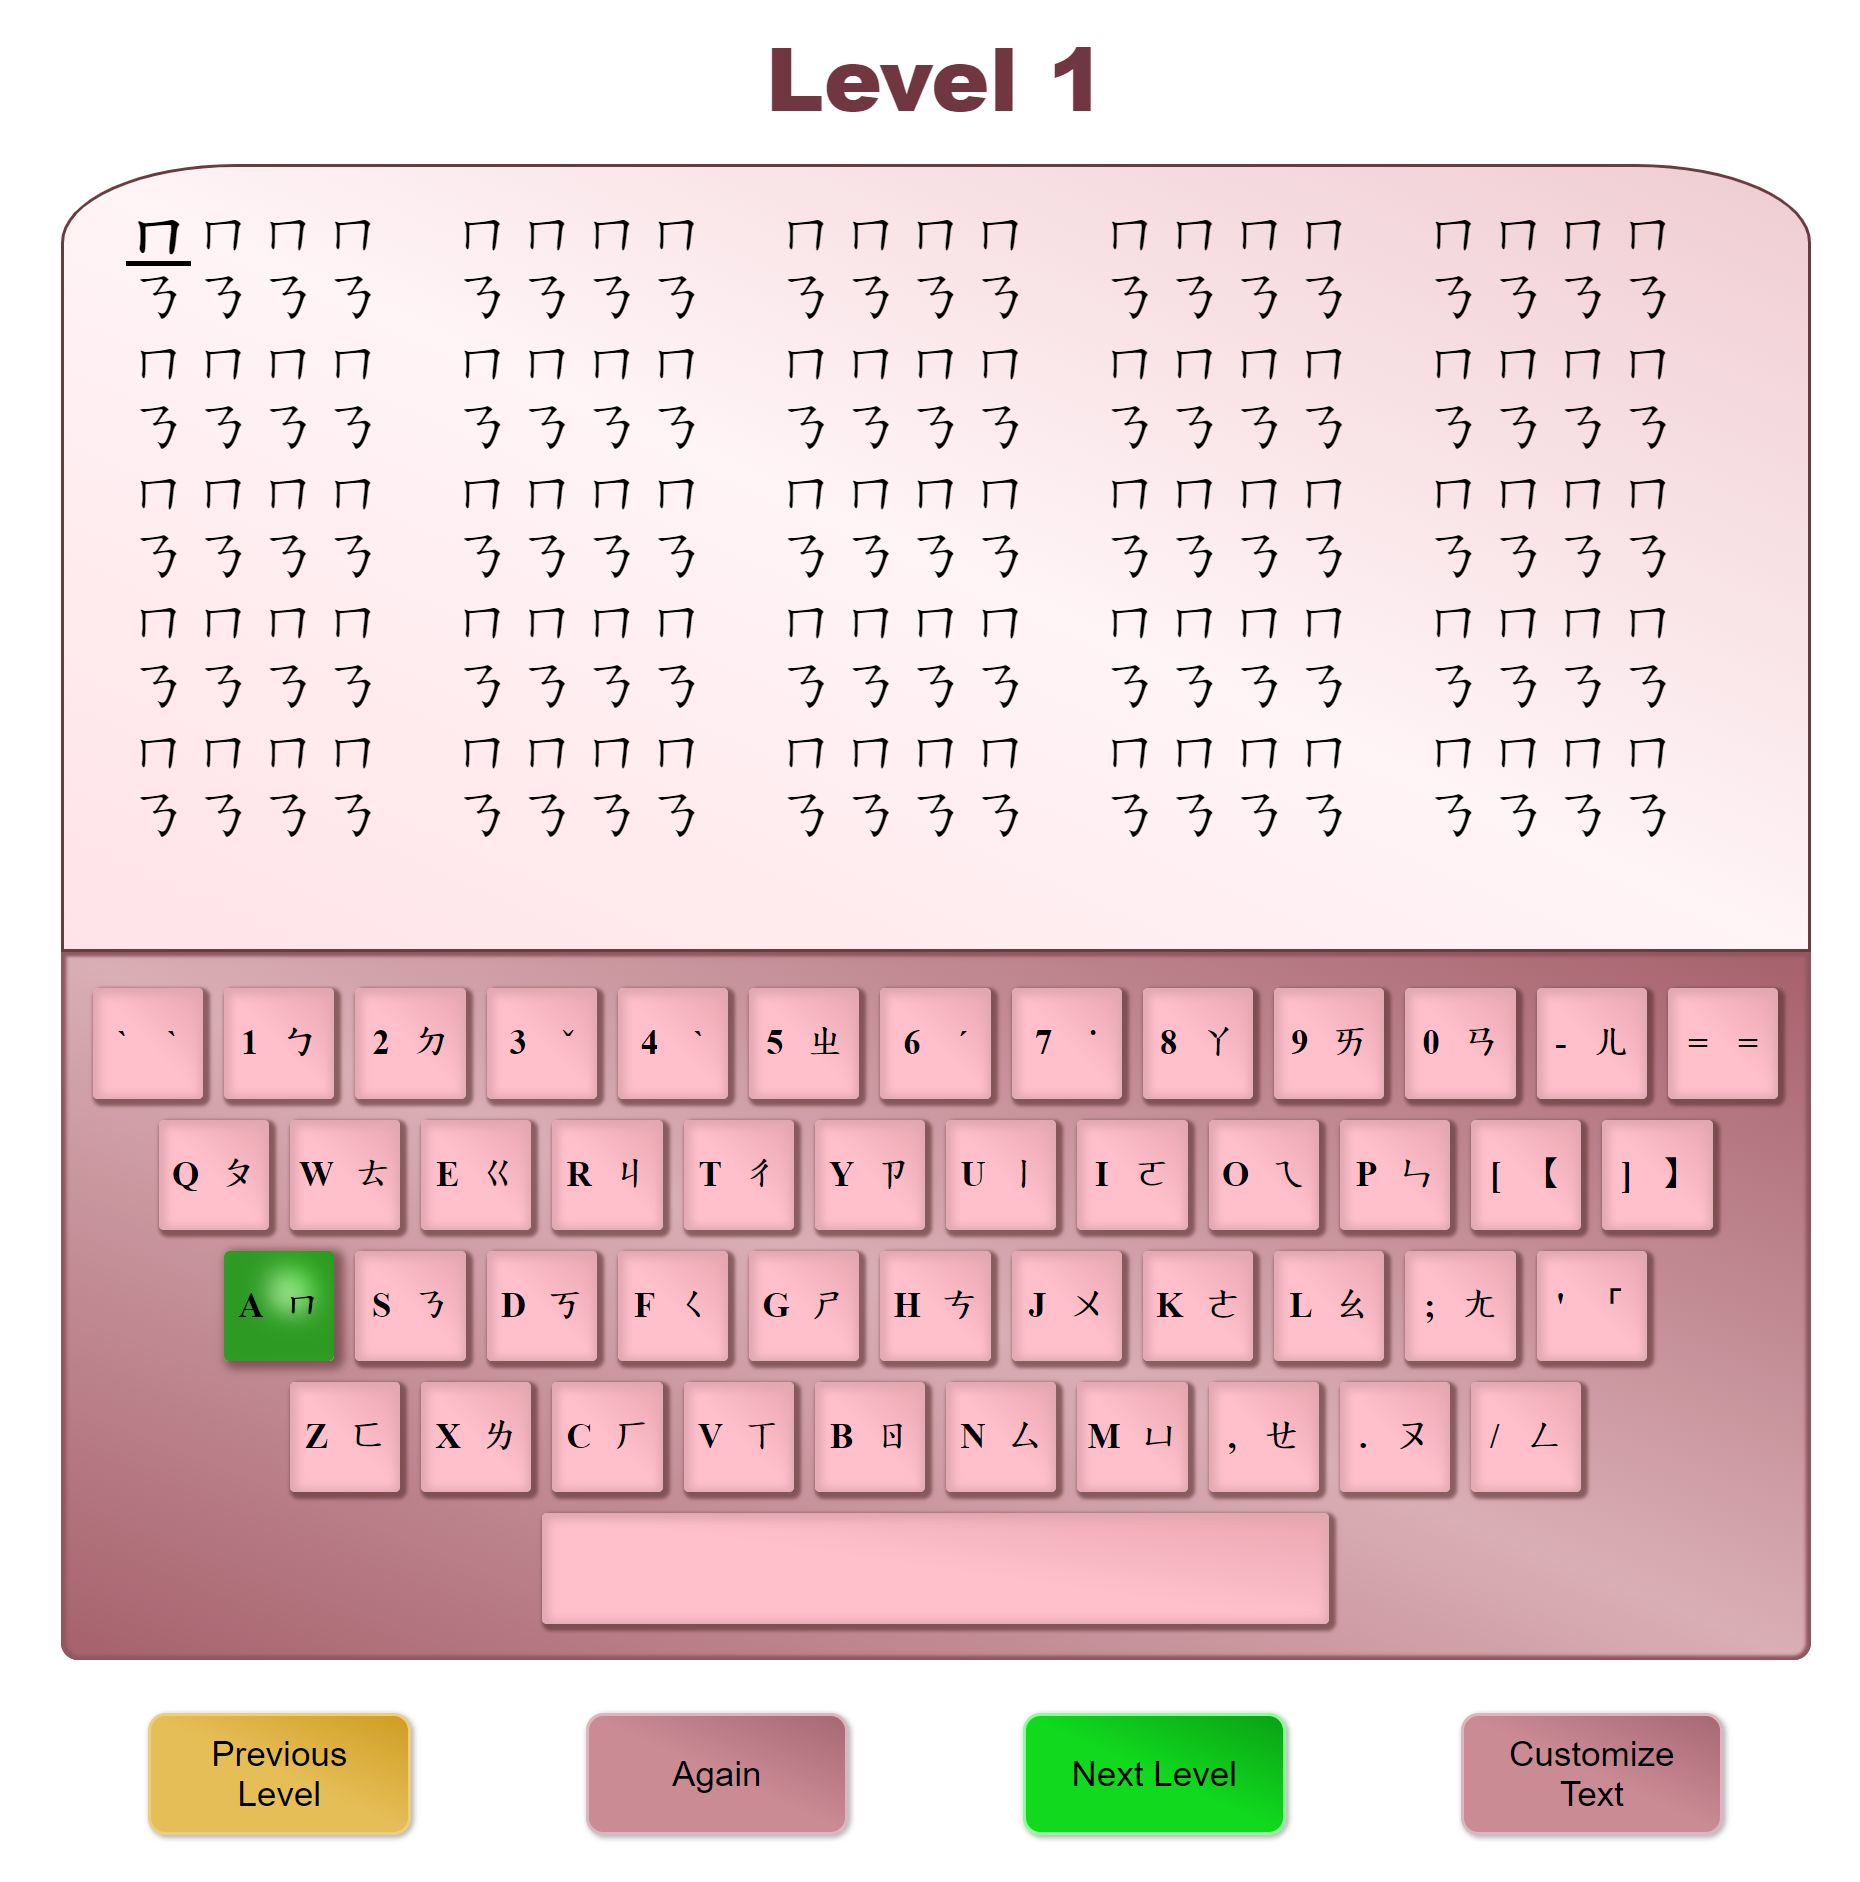 Level 1
ㄇㄇㄇㄇ ㄇㄇㄇㄇ ㄇㄇㄇㄇ ㄇㄇㄇㄇ ㄇㄇㄇㄇ
ㄋㄋㄋㄋ ㄋㄋㄋㄋ ㄋㄋㄋㄋ ㄋㄋㄋㄋ ㄋㄋㄋㄋ
ㄇㄇㄇㄇ ㄇㄇㄇㄇ ㄇㄇㄇㄇ ㄇㄇㄇㄇ ㄇㄇㄇㄇ
ㄋㄋㄋㄋ ㄋㄋㄋㄋ ㄋㄋㄋㄋ ㄋㄋㄋㄋ ㄋㄋㄋㄋ
ㄇㄇㄇㄇ ㄇㄇㄇㄇ ㄇㄇㄇㄇ ㄇㄇㄇㄇ ㄇㄇㄇㄇ
ㄋㄋㄋㄋ ㄋㄋㄋㄋ ㄋㄋㄋㄋ ㄋㄋㄋㄋ ㄋㄋㄋㄋ
ㄇㄇㄇㄇ ㄇㄇㄇㄇ ㄇㄇㄇㄇ ㄇㄇㄇㄇ ㄇㄇㄇㄇ
ㄋㄋㄋㄋ ㄋㄋㄋㄋ ㄋㄋㄋㄋ ㄋㄋㄋㄋ ㄋㄋㄋㄋ
ㄇㄇㄇㄇ ㄇㄇㄇㄇ ㄇㄇㄇㄇ ㄇㄇㄇㄇ ㄇㄇㄇㄇ
ㄋㄋㄋㄋ ㄋㄋㄋㄋ ㄋㄋㄋㄋ ㄋㄋㄋㄋ ㄋㄋㄋㄋ
` ˋ 1 ㄅ 2 ㄉ 3 ˇ 4 ˋ 5 ㄓ 6 ˊ 7 ˙ 8 ㄚ 9 ㄞ 0 ㄢ - ㄦ = =
Q ㄆ W ㄊ E ㄍ R ㄐ T ㄔ Y ㄗ U ㄧ I ㄛ O ㄟ P ㄣ [ 【 ] 】
A ㄇ S ㄋ D ㄎ F ㄑ G ㄕ H ㄘ J ㄨ K ㄜ L ㄠ ; ㄤ ' 「
Z ㄈ X ㄌ C ㄏ V ㄒ B ㄖ N ㄙ M ㄩ , ㄝ . ㄡ / ㄥ
Previous
Level
Again
Next Level
Customize
Text